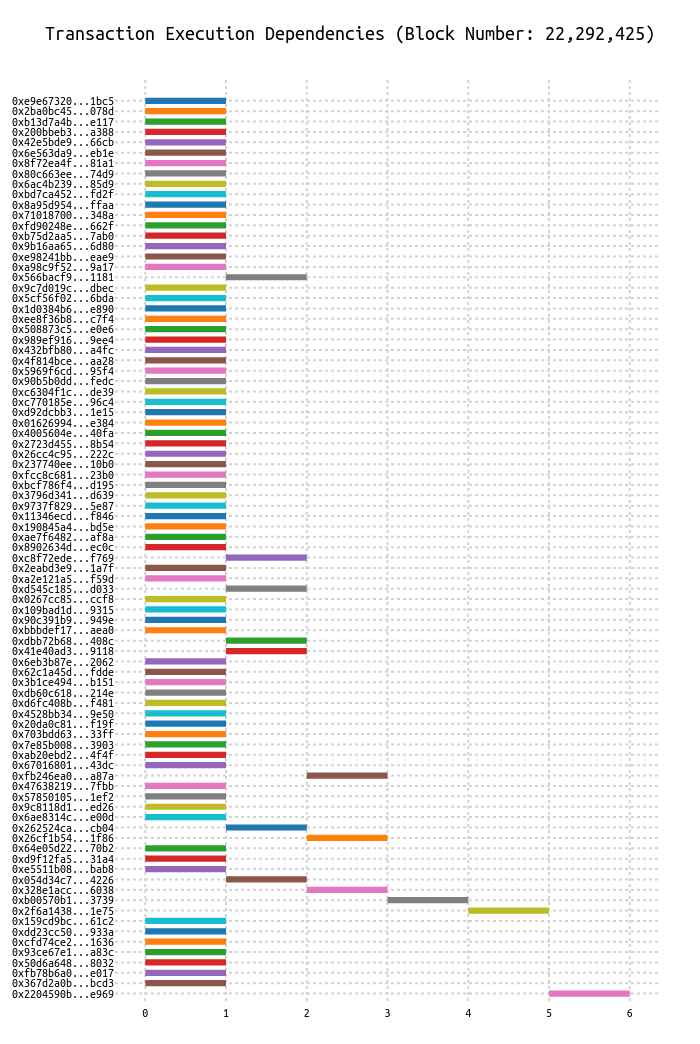 Transaction Execution Dependencies (Block Number: 22,292,425)
0xe9e67320...1bc5
0x2ba0bc45...078d
0xb13d7a4b...e117
0x200bbeb3...a388
0x42e5bde9...66cb
0x6e563da9...eb1e
0x8f72ea4f...81a1
0x80c663ee...74d9
0x6ac4b239...85d9
0xbd7ca452...fd2f
0x8a95d954...ffaa
0x71018700...348a
0xfd90248e...662f
0xb75d2aa5...7ab0
0x9b16aa65...6d80
0xe98241bb...eae9
0xa98c9f52...9a17
0x566bacf9...1181
0x9c7d019c...dbec
0x5cf56f02...6bda
0x1d0384b6...e890
0xee8f36b8...c7f4
0x508873c5...e0e6
0x989ef916...9ee4
0x432bfb80...a4fc
0x4f814bce...aa28
0x5969f6cd...95f4
0x90b5b0dd...fedc
0xc6304f1c...de39
0xc770185e...96c4
0xd92dcbb3...1e15
0x01626994...e384
0x4005604e...40fa
0x2723d455...8b54
0x26cc4c95...222c
0x237740ee...10b0
0xfcc8c681...23b0
0xbcf786f4...d195
0x3796d341...d639
0x9737f829...5e87
0x11346ecd...f846
0x190845a4...bd5e
0xae7f6482...af8a
0x8902634d...ec0c
0xc8f72ede...f769
0x2eabd3e9...1a7f
0xa2e121a5...f59d
0xd545c185...d033
0x0267cc85...ccf8
0x109bad1d...9315
0x90c391b9...949e
0xbbbdef17...aea0
0xdbb72b68...408c
0x41e40ad3...9118
0x6eb3b87e...2062
0x62c1a45d...fdde
0x3b1ce494...b151
0xdb60c618...214e
0xd6fc408b...f481
0x4528bb34...9e50
0x20da0c81...f19f
0x703bdd63...33ff
0x7e85b008...3903
0xab20ebd2...4f4f
0x67016801...43dc
0xfb246ea0...a87a
0x47638219...7fbb
0x57850105...1ef2
0x9c8118d1...ed26
0x6ae8314c...e00d
0x262524ca...cb04
0x26cf1b54...1f86
0x64e05d22...70b2
0xd9f12fa5...31a4
0xe5511b08...bab8
0x054d34c7...4226
0x328e1acc...6038
0xb00570b1...3739
0x2f6a1438...1e75
0x159cd9bc...61c2
0xdd23cc50...933a
0xcfd74ce2...1636
0x93ce67e1...a83c
0x50d6a648...8032
0xfb78b6a0...e017
0x367d2a0b...bcd3
0x2204590b...e969
0 1 2 3 4 5 6